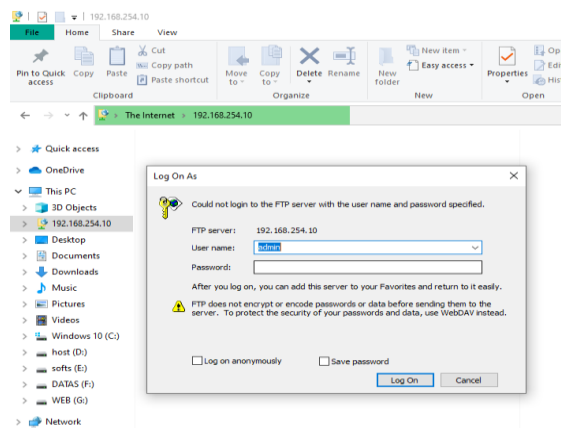 192.168.254.10
File Home Share View
Pin to Quick access
Copy
Paste
Cut
Copy path
Paste shortcut
Clipboard
Move to
Copy to
Delete
Rename
Organize
New folder
New item
Easy access
New
Properties
Op
Edi
His
Open
The Internet > 192.168.254.10
Quick access
OneDrive
This PC
3D Objects
192.168.254.10
Desktop
Documents
Downloads
Music
Pictures
Videos
Windows 10 (C:)
host (D:)
softs (E:)
DATAS (F:)
WEB (G:)
Network
Log On As
Could not login to the FTP server with the user name and password specified.
FTP server: 192.168.254.10
User name: admin
Password:
After you log on, you can add this server to your Favorites and return to it easily.
FTP does not encrypt or encode passwords or data before sending them to the
server. To protect the security of your passwords and data, use WebDAV instead.
Log on anonymously Save password
Log On Cancel